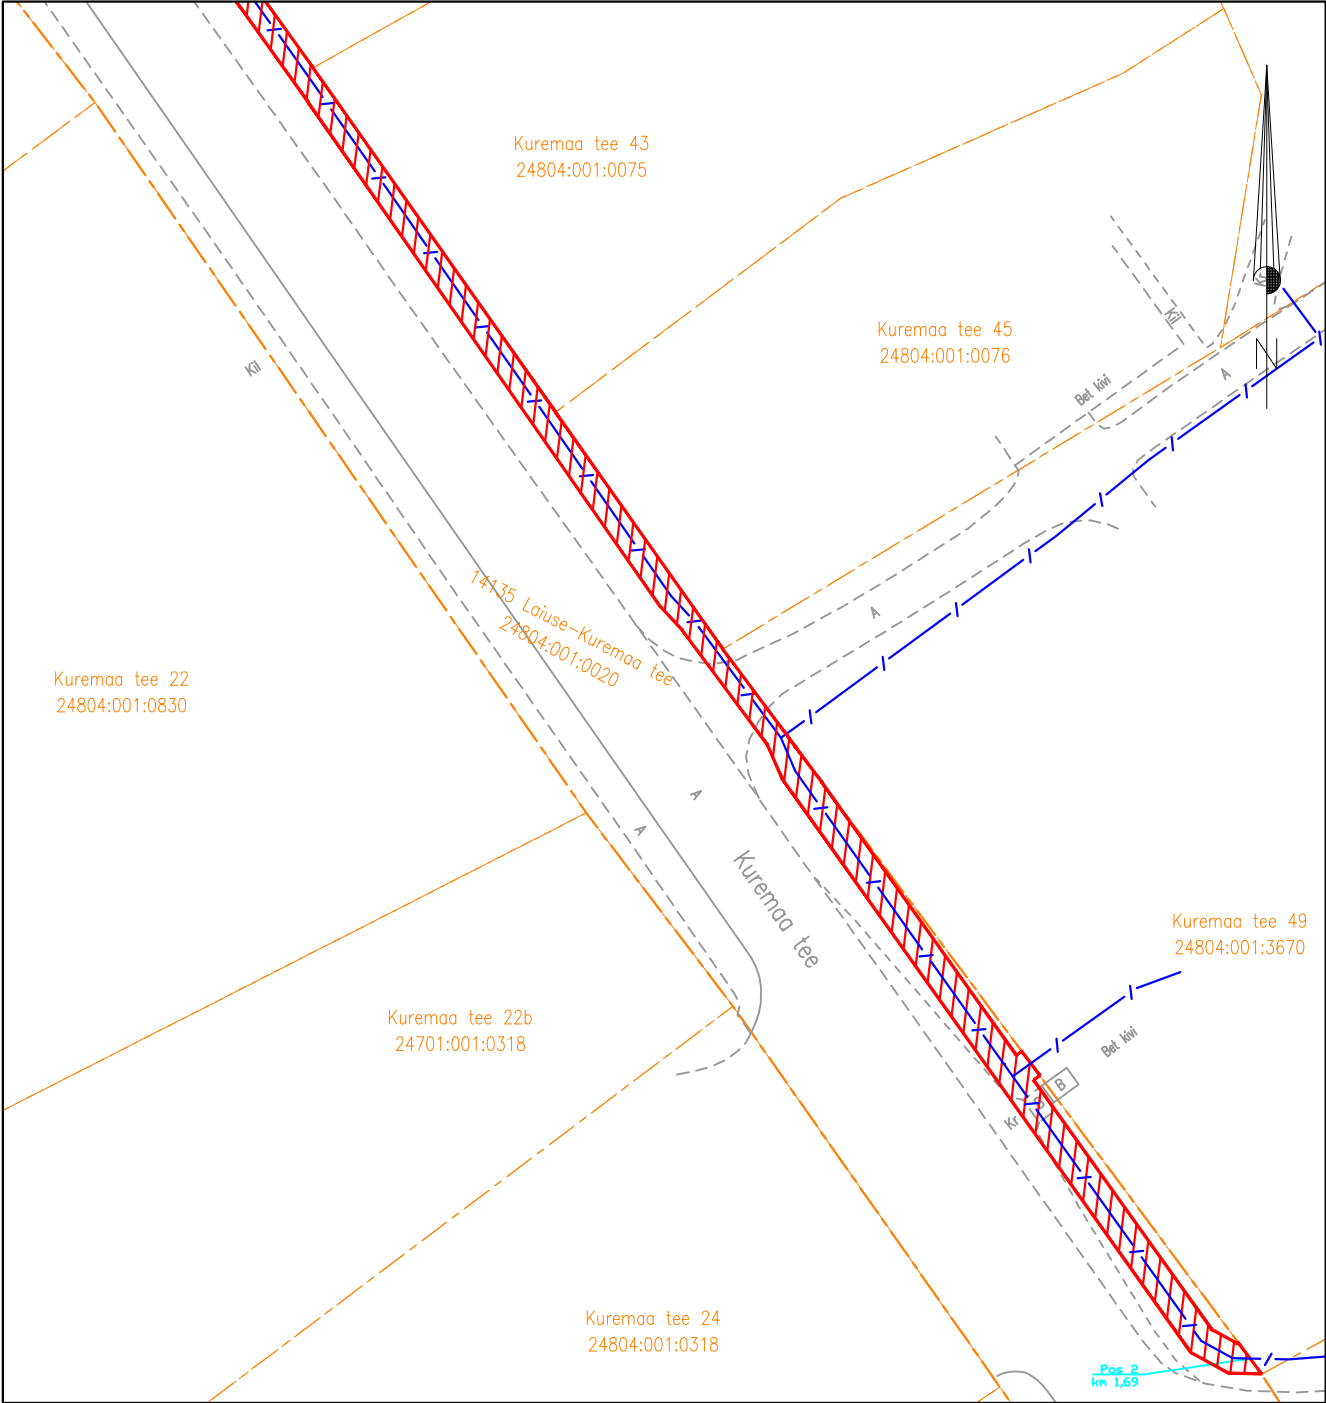 Kuremaa tee 43
24804:001:0075
Kuremaa tee 45
24804:001:0076
Kil
Kil
Kr
N
A
Bet kivi
A
14135 Laiuse-Kuremaa tee
24804:001:0020
Kuremaa tee 22
24804:001:0830
A
A
Kuremaa tee
Kuremaa tee 49
24804:001:3670
Kuremaa tee 22b
24701:001:0318
Bet kivi
B
Kr
Kuremaa tee 24
24804:001:0318
Pos 2
km 1,69